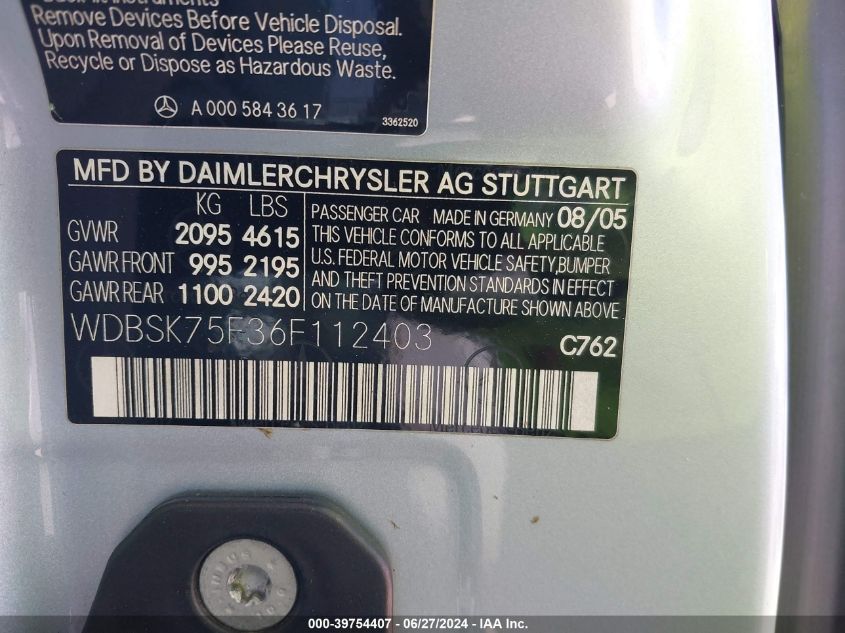 Remove Devices Before Vehicle Disposal.
Upon Removal of Devices Please Reuse,
Recycle or Dispose as Hazardous Waste.
A 000 584 36 17
3362520
MFD BY DAIMLERCHRYSLER AG STUTTGART
KG LBS
GVWR 2095 4615
GAWR FRONT 995 2195
GAWR REAR 1100 2420
PASSENGER CAR MADE IN GERMANY 08/05
THIS VEHICLE CONFORMS TO ALL APPLICABLE
U.S. FEDERAL MOTOR VEHICLE SAFETY,BUMPER
AND THEFT PREVENTION STANDARDS IN EFFECT
ON THE DATE OF MANUFACTURE SHOWN ABOVE
WDBSK75F36F112403
C762
000-39754407 - 06/27/2024 - IAA Inc.